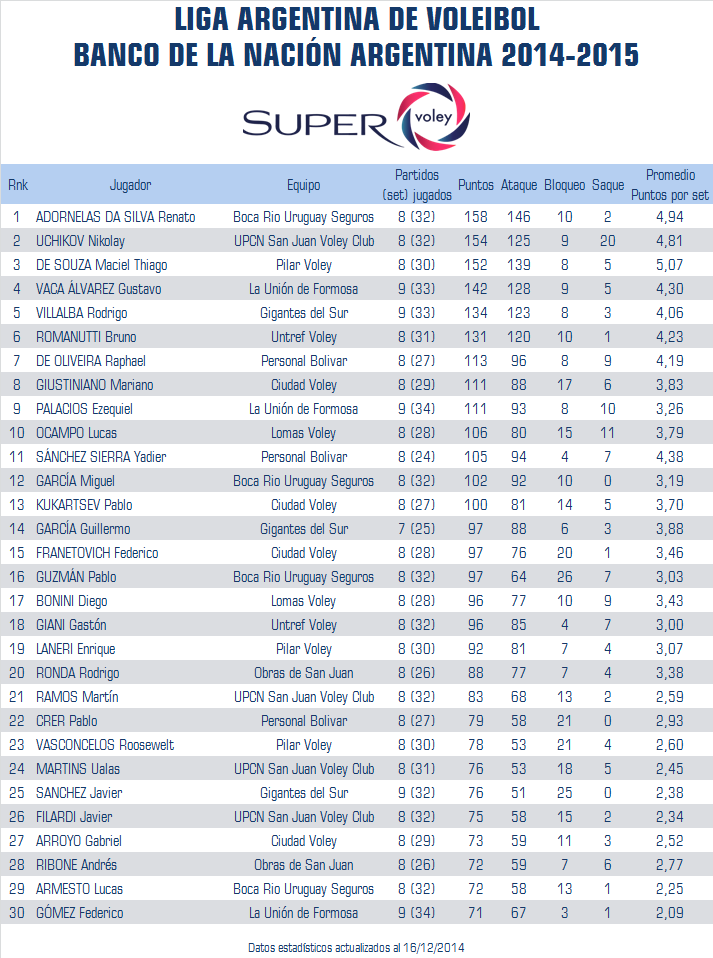 LIGA ARGENTINA DE VOLEIBOL
BANCO DE LA NACIÓN ARGENTINA 2014-2015
SUPER voley
Rnk Jugador Equipo Partidos (set) jugados Puntos Ataque Bloqueo Saque Promedio Puntos por set
1 ADORNELAS DA SILVA Renato Boca Rio Uruguay Seguros 8 (32) 158 146 10 2 4,94
2 UCHIKOV Nikolay UPCN San Juan Voley Club 8 (32) 154 125 9 20 4,81
3 DE SOUZA Maciel Thiago Pilar Voley 8 (30) 152 139 8 5 5,07
4 VACA ÁLVAREZ Gustavo La Unión de Formosa 9 (33) 142 128 9 5 4,30
5 VILLALBA Rodrigo Gigantes del Sur 9 (33) 134 123 8 3 4,06
6 ROMANUTTI Bruno Untref Voley 8 (31) 131 120 10 1 4,23
7 DE OLIVEIRA Raphael Personal Bolivar 8 (27) 113 96 8 9 4,19
8 GIUSTINIANO Mariano Ciudad Voley 8 (29) 111 88 17 6 3,83
9 PALACIOS Ezequiel La Unión de Formosa 9 (34) 111 93 8 10 3,26
10 OCAMPO Lucas Lomas Voley 8 (28) 106 80 15 11 3,79
11 SÁNCHEZ SIERRA Yadier Personal Bolivar 8 (24) 105 94 4 7 4,38
12 GARCÍA Miguel Boca Rio Uruguay Seguros 8 (32) 102 92 10 0 3,19
13 KUKARTSEV Pablo Ciudad Voley 8 (27) 100 81 14 5 3,70
14 GARCÍA Guillermo Gigantes del Sur 7 (25) 97 88 6 3 3,88
15 FRANETOVICH Federico Ciudad Voley 8 (28) 97 76 20 1 3,46
16 GUZMÁN Pablo Boca Rio Uruguay Seguros 8 (32) 97 64 26 7 3,03
17 BONINI Diego Lomas Voley 8 (28) 96 77 10 9 3,43
18 GIANI Gastón Untref Voley 8 (32) 96 85 4 7 3,00
19 LANERI Enrique Pilar Voley 8 (30) 92 81 7 4 3,07
20 RONDA Rodrigo Obras de San Juan 8 (26) 88 77 7 4 3,38
21 RAMOS Martín UPCN San Juan Voley Club 8 (32) 83 68 13 2 2,59
22 CRER Pablo Personal Bolivar 8 (27) 79 58 21 0 2,93
23 VASCONCELOS Roosewelt Pilar Voley 8 (30) 78 53 21 4 2,60
24 MARTINS Ualas UPCN San Juan Voley Club 8 (31) 76 53 18 5 2,45
25 SANCHEZ Javier Gigantes del Sur 9 (32) 76 51 25 0 2,38
26 FILARDI Javier UPCN San Juan Voley Club 8 (32) 75 58 15 2 2,34
27 ARROYO Gabriel Ciudad Voley 8 (29) 73 59 11 3 2,52
28 RIBONE Andrés Obras de San Juan 8 (26) 72 59 7 6 2,77
29 ARMESTO Lucas Boca Rio Uruguay Seguros 8 (32) 72 58 13 1 2,25
30 GÓMEZ Federico La Unión de Formosa 9 (34) 71 67 3 1 2,09
Datos estadísticos actualizados al 16/12/2014